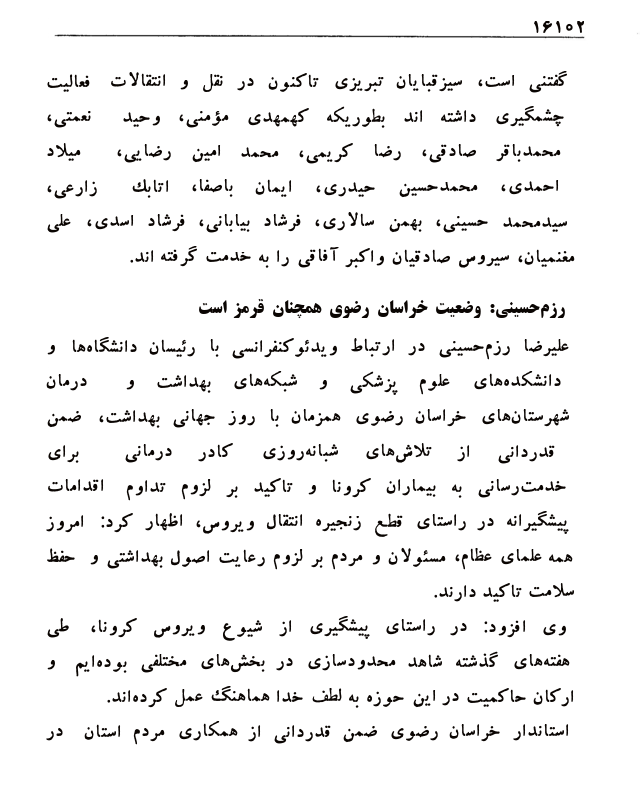 ۱۶۱۰۲
گفتنی است، سبزقبایان تبریزی تاکنون در نقل و انتقالات فعالیت
چشمگیری داشته اند بطوریکه کهمهدی مؤمنی، وحید نعمتی،
محمدباقر صادقی، رضا کریمی، محمد امین رضایی، میلاد
احمدی، محمدحسین حیدری، ایمان باصفا، اتابك زارعی،
سیدمحمد حسینی، بهمن سالاری، فرشاد بیابانی، فرشاد اسدی، علی
مغنمیان، سیروس صادقیان واکبر آفاقی را به خدمت گرفته اند.
رزم‌حسینی: وضعیت خراسان رضوی همچنان قرمز است
علیرضا رزم‌حسینی در ارتباط ویدئوکنفرانسی با رئیسان دانشگاه‌ها و
دانشکده‌های علوم پزشکی و شبکه‌های بهداشت و درمان
شهرستان‌های خراسان رضوی همزمان با روز جهانی بهداشت، ضمن
قدردانی از تلاش‌های شبانه‌روزی کادر درمانی برای
خدمت‌رسانی به بیماران کرونا و تاکید بر لزوم تداوم اقدامات
پیشگیرانه در راستای قطع زنجیره انتقال ویروس، اظهار کرد: امروز
همه علمای عظام، مسئولان و مردم بر لزوم رعایت اصول بهداشتی و حفظ
سلامت تاکید دارند.
وی افزود: در راستای پیشگیری از شیوع ویروس کرونا، طی
هفته‌های گذشته شاهد محدودسازی در بخش‌های مختلفی بوده‌ایم و
ارکان حاکمیت در این حوزه به لطف خدا هماهنگ عمل کرده‌اند.
استاندار خراسان رضوی ضمن قدردانی از همکاری مردم استان در